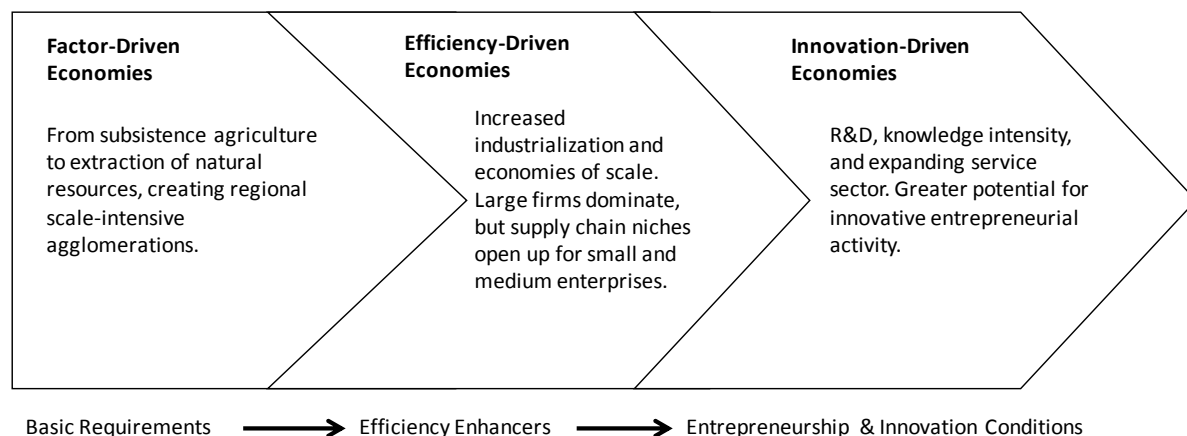 Factor-Driven
Economies
From subsistence agriculture
to extraction of natural
resources, creating regional
scale-intensive
agglomerations.
Efficiency-Driven
Economies
Increased
industrialization and
economies of scale.
Large firms dominate,
but supply chain niches
open up for small and
medium enterprises.
Innovation-Driven
Economies
R&D, knowledge intensity,
and expanding service
sector. Greater potential for
innovative entrepreneurial
activity.
Basic Requirements
Efficiency Enhancers
Entrepreneurship & Innovation Conditions